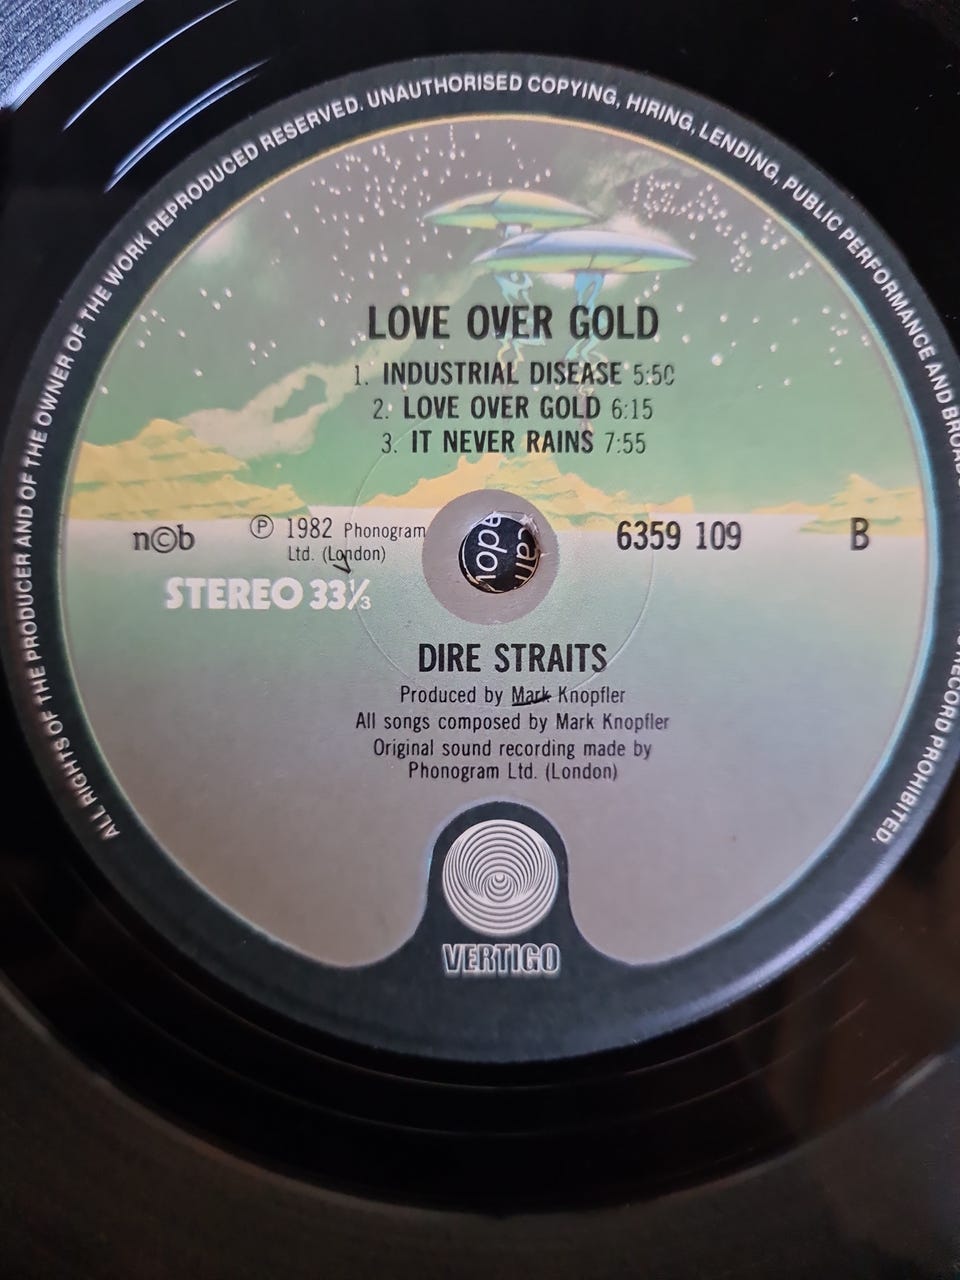 ALL RIGHTS OF THE PRODUCER AND OF THE OWNER OF THE WORK REPRODUCED RESERVED. UNAUTHORISED COPYING, HIRING, LENDING, PUBLIC PERFORMANCE AND RECORD PROHIBITED.
LOVE OVER GOLD
1. INDUSTRIAL DISEASE 5:50
2. LOVE OVER GOLD 6:15
3. IT NEVER RAINS 7:55
n©b
℗ 1982 Phonogram
Ltd. (London)
6359 109
B
STEREO 33⅓
DIRE STRAITS
Produced by Mark Knopfler
All songs composed by Mark Knopfler
Original sound recording made by
Phonogram Ltd. (London)
VERTIGO